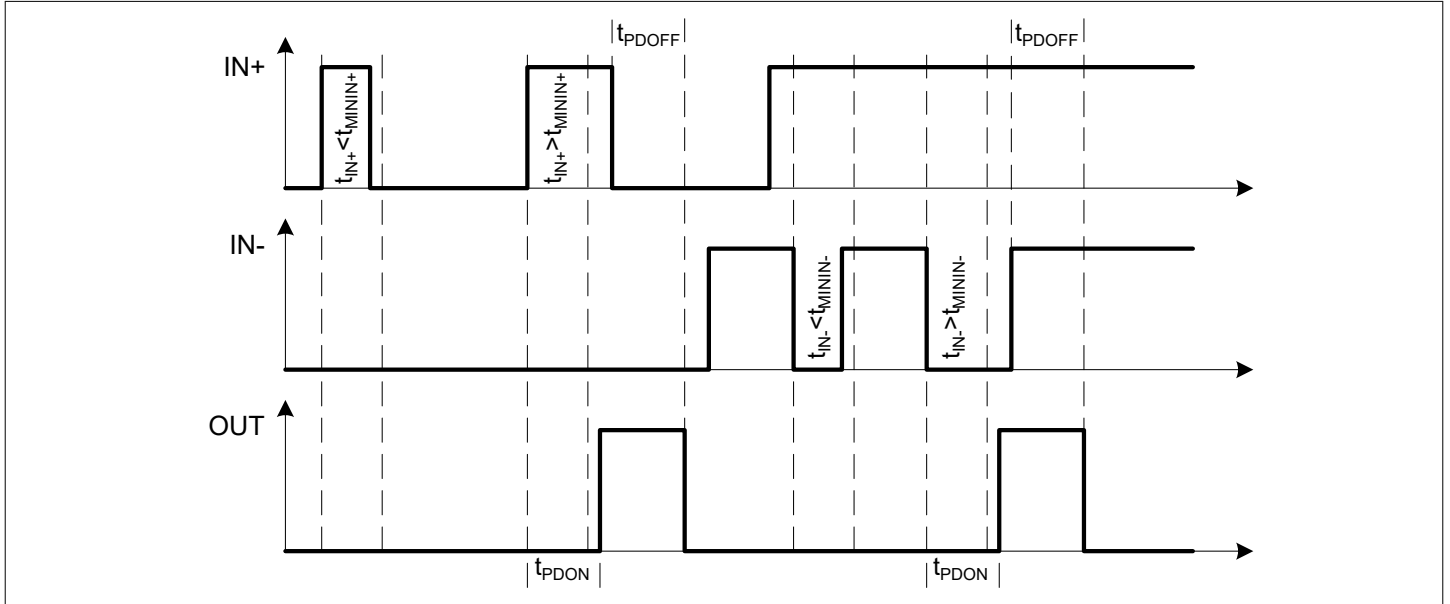 tPDOFF
tPDOFF
IN+
tIN+<tMININ+
tIN+>tMININ+
IN-
tIN-<tMININ-
tIN->tMININ-
OUT
tPDON
tPDON